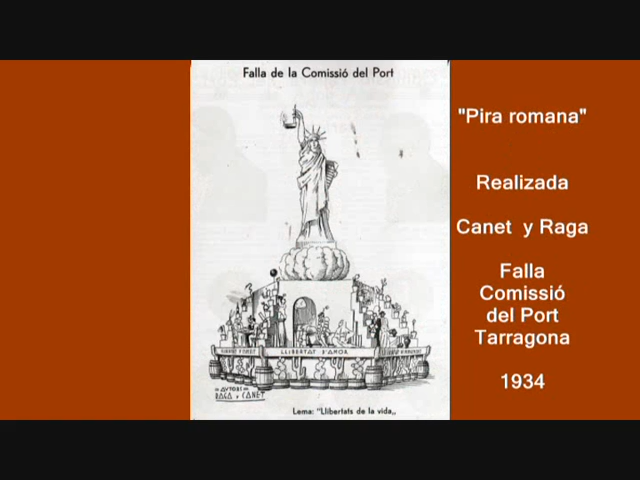 Falla de la Comissió del Port
LLIBERTAT D'AMOR
AUTORS
RAGA y CANET
Lema: "Llibertats de la vida„
"Pira romana"
Realizada
Canet y Raga
Falla
Comissió
del Port
Tarragona
1934